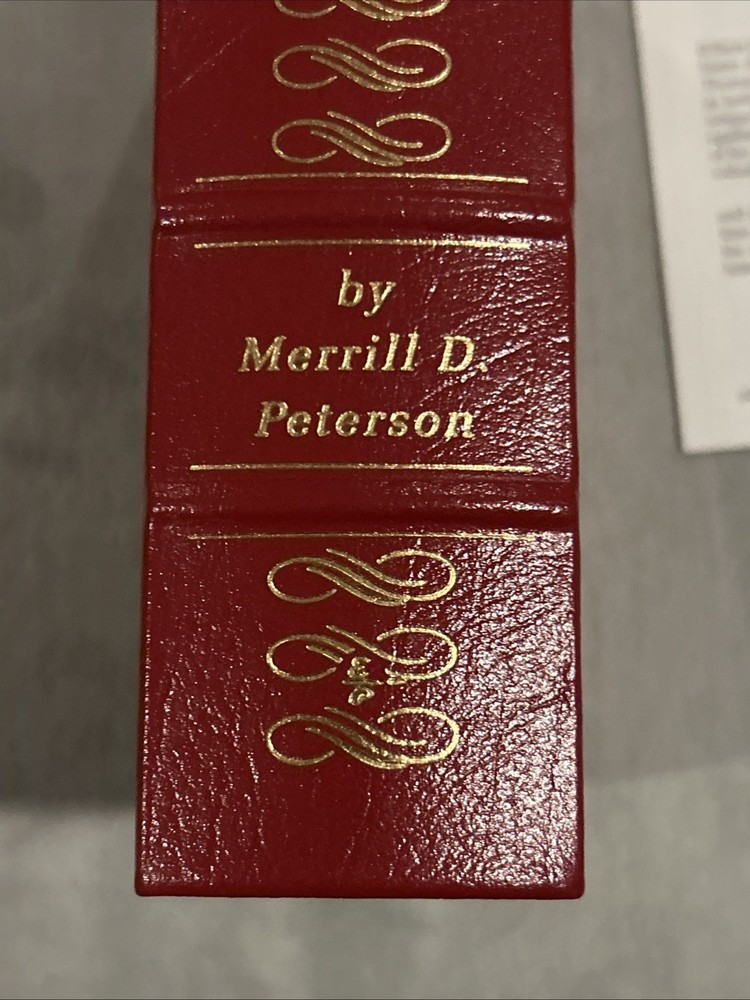 by
Merrill D.
Peterson